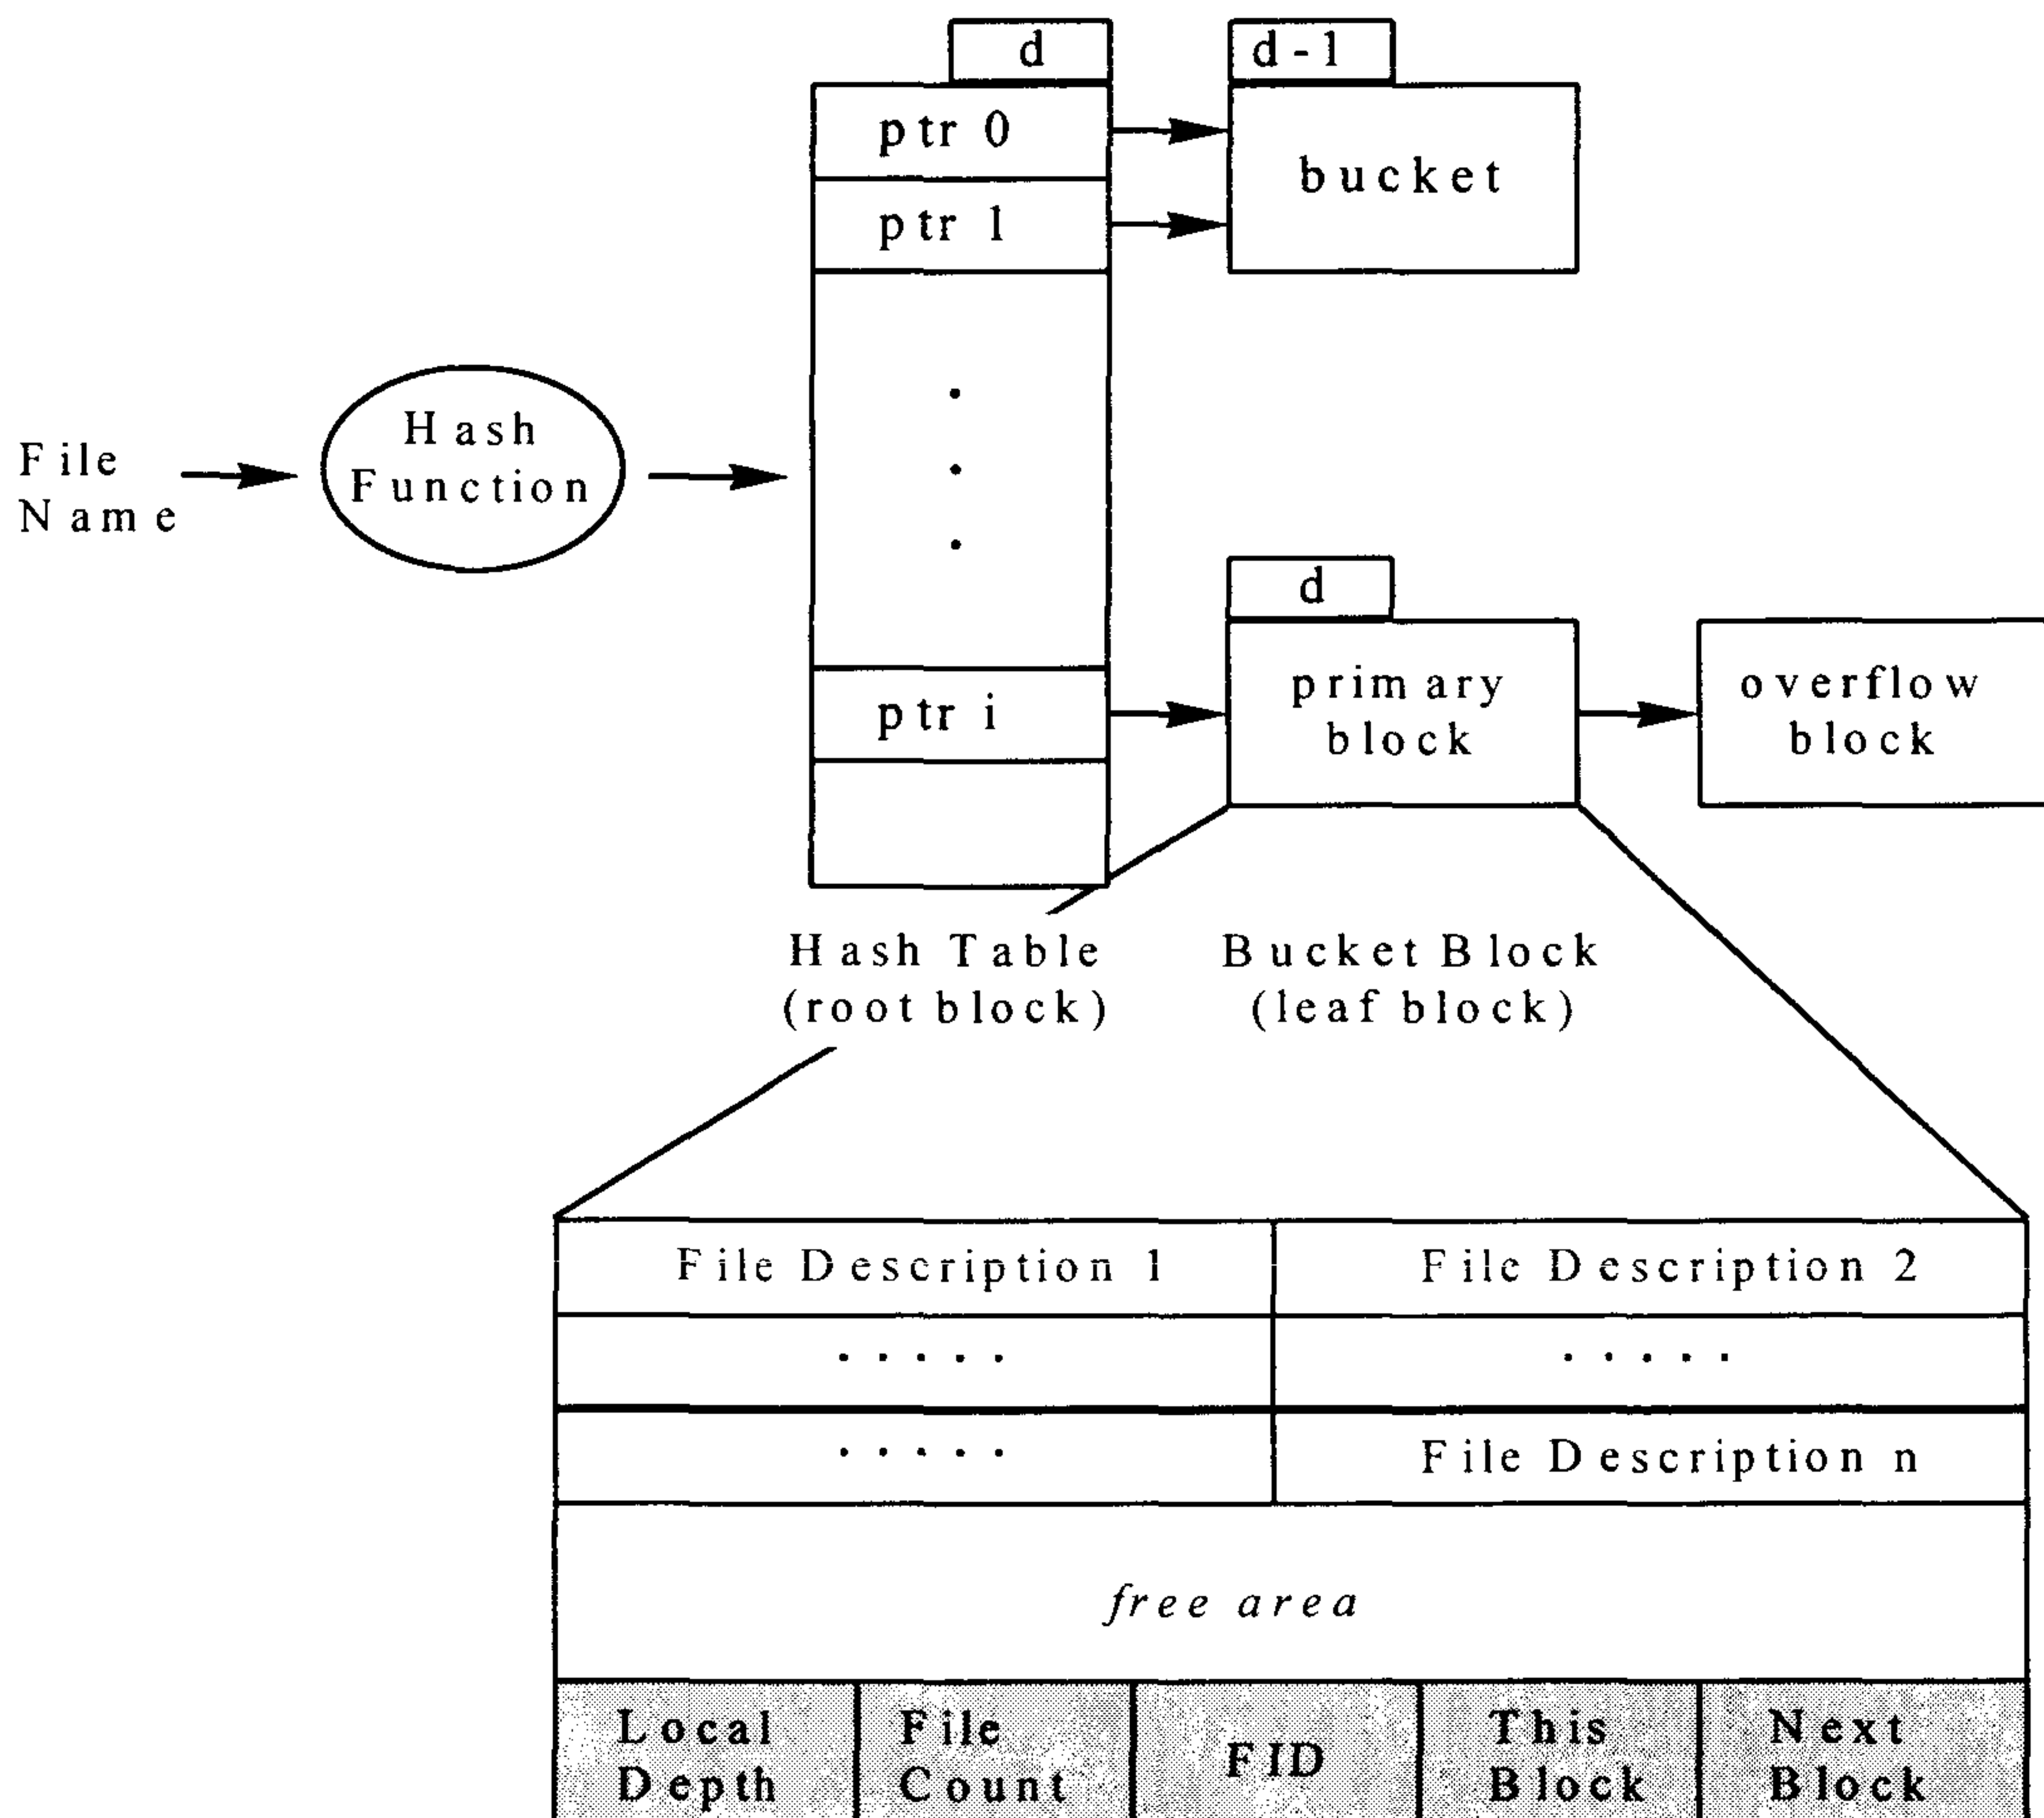 d
d-1
ptr 0
bucket
ptr 1
.
.
.
File
Name
Hash
Function
d
ptr i
primary
block
overflow
block
Hash Table
(root block)
Bucket Block
(leaf block)
File Description 1
File Description 2
. . . . .
. . . . .
. . . . .
File Description n
free area
Local
Depth
File
Count
FID
This
Block
Next
Block